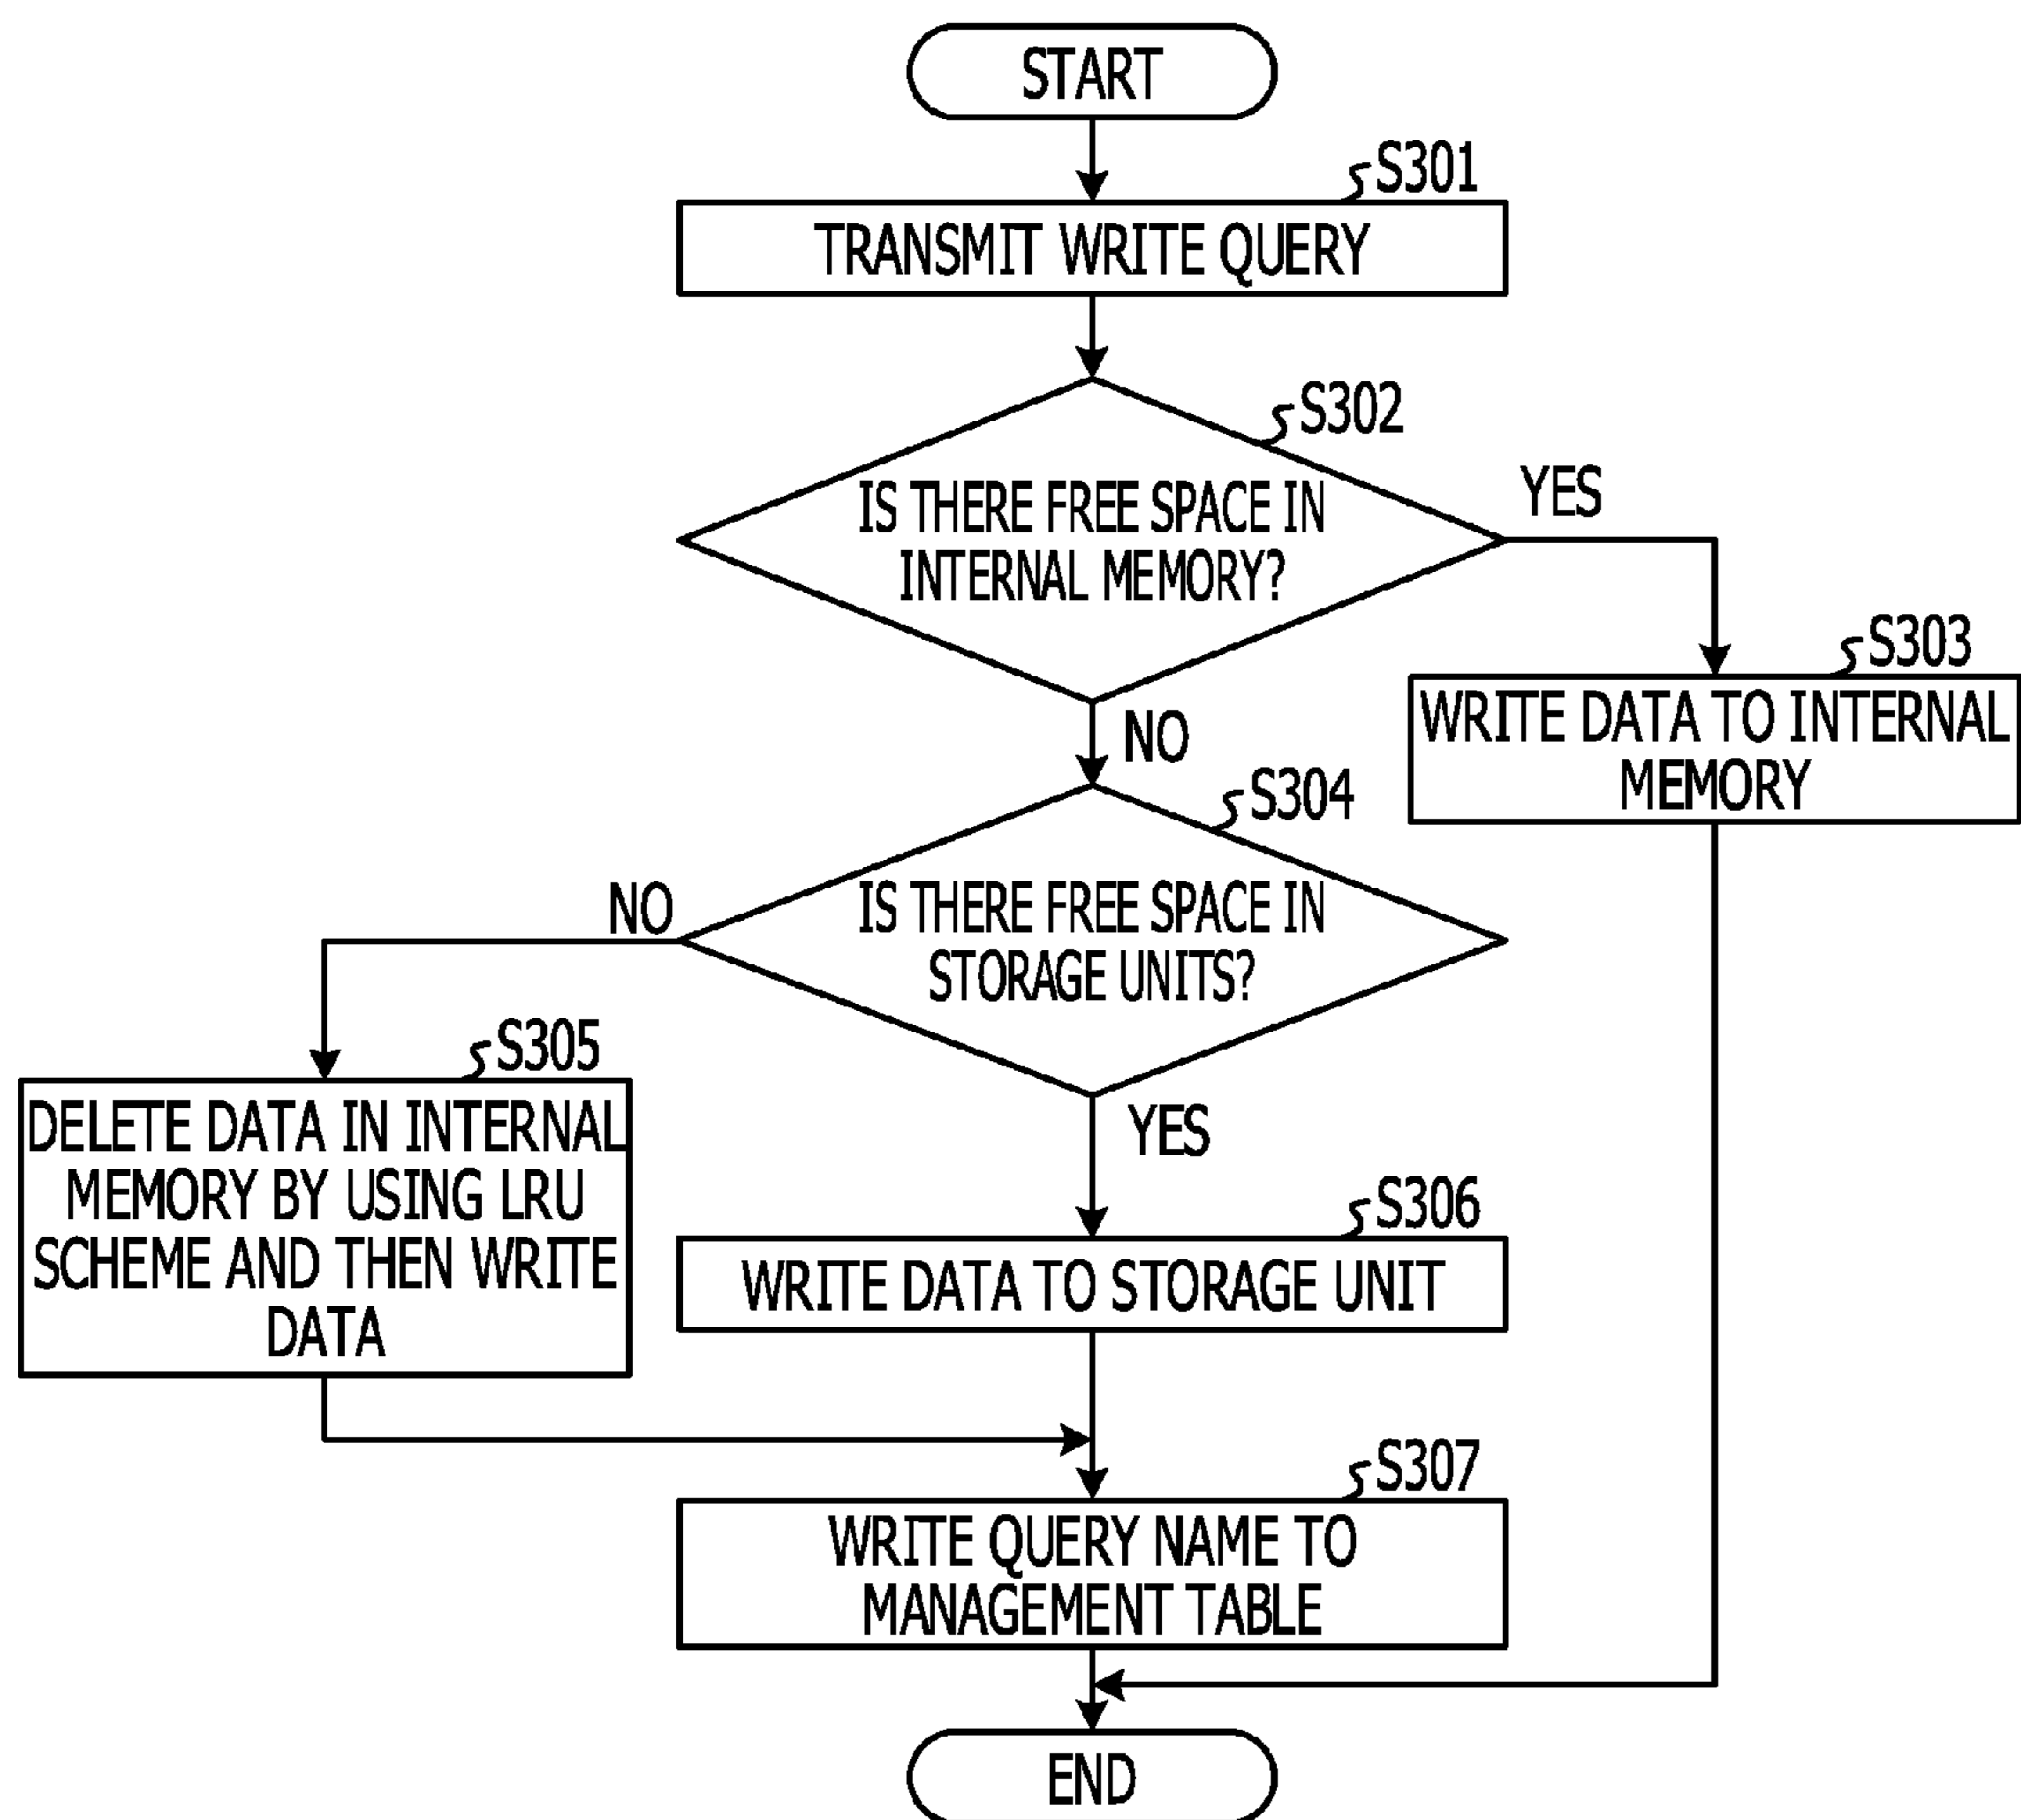 START
S301
TRANSMIT WRITE QUERY
S302
IS THERE FREE SPACE IN
INTERNAL MEMORY?
YES
S303
WRITE DATA TO INTERNAL
MEMORY
NO
S304
IS THERE FREE SPACE IN
STORAGE UNITS?
NO
S305
DELETE DATA IN INTERNAL
MEMORY BY USING LRU
SCHEME AND THEN WRITE
DATA
YES
S306
WRITE DATA TO STORAGE UNIT
S307
WRITE QUERY NAME TO
MANAGEMENT TABLE
END